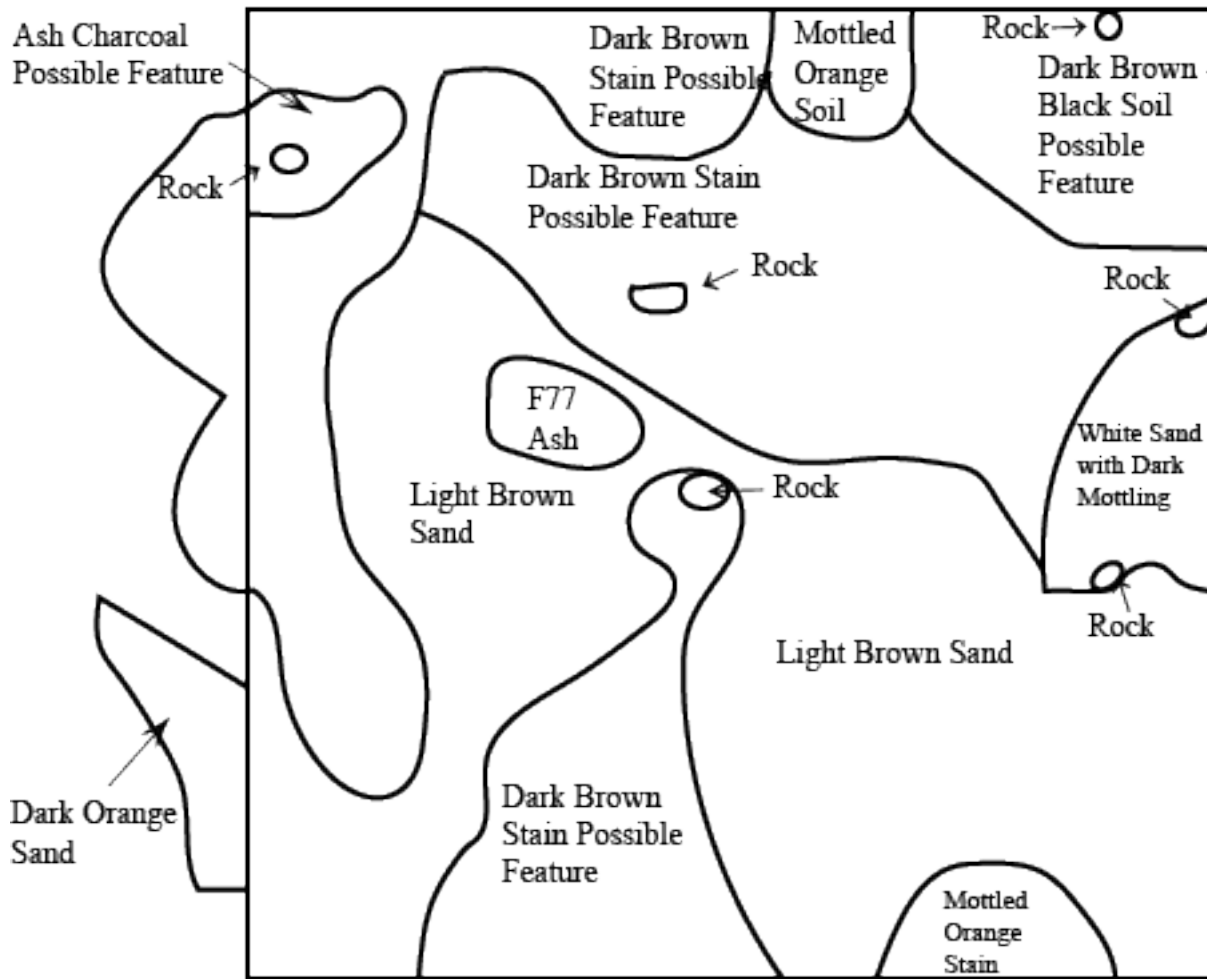 Ash Charcoal
Possible Feature
Rock
Dark Brown
Stain Possible
Feature
Mottled
Orange
Soil
Rock
Dark Brown
Black Soil
Possible
Feature
Dark Brown Stain
Possible Feature
Rock
Rock
F77
Ash
White Sand
with Dark
Mottling
Light Brown
Sand
Rock
Rock
Light Brown Sand
Dark Orange
Sand
Dark Brown
Stain Possible
Feature
Mottled
Orange
Stain